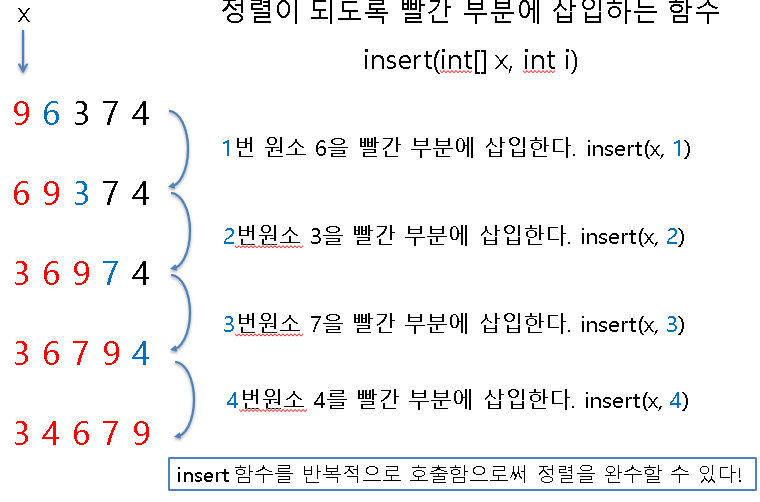 정렬이 되도록 빨간 부분에 삽입하는 함수
insert(int[] x, int i)
x
9 6 3 7 4
1번 원소 6을 빨간 부분에 삽입한다. insert(x, 1)
6 9 3 7 4
2번원소 3을 빨간 부분에 삽입한다. insert(x, 2)
3 6 9 7 4
3번원소 7을 빨간 부분에 삽입한다. insert(x, 3)
3 6 7 9 4
4번원소 4를 빨간 부분에 삽입한다. insert(x, 4)
3 4 6 7 9
insert 함수를 반복적으로 호출함으로써 정렬을 완수할 수 있다!